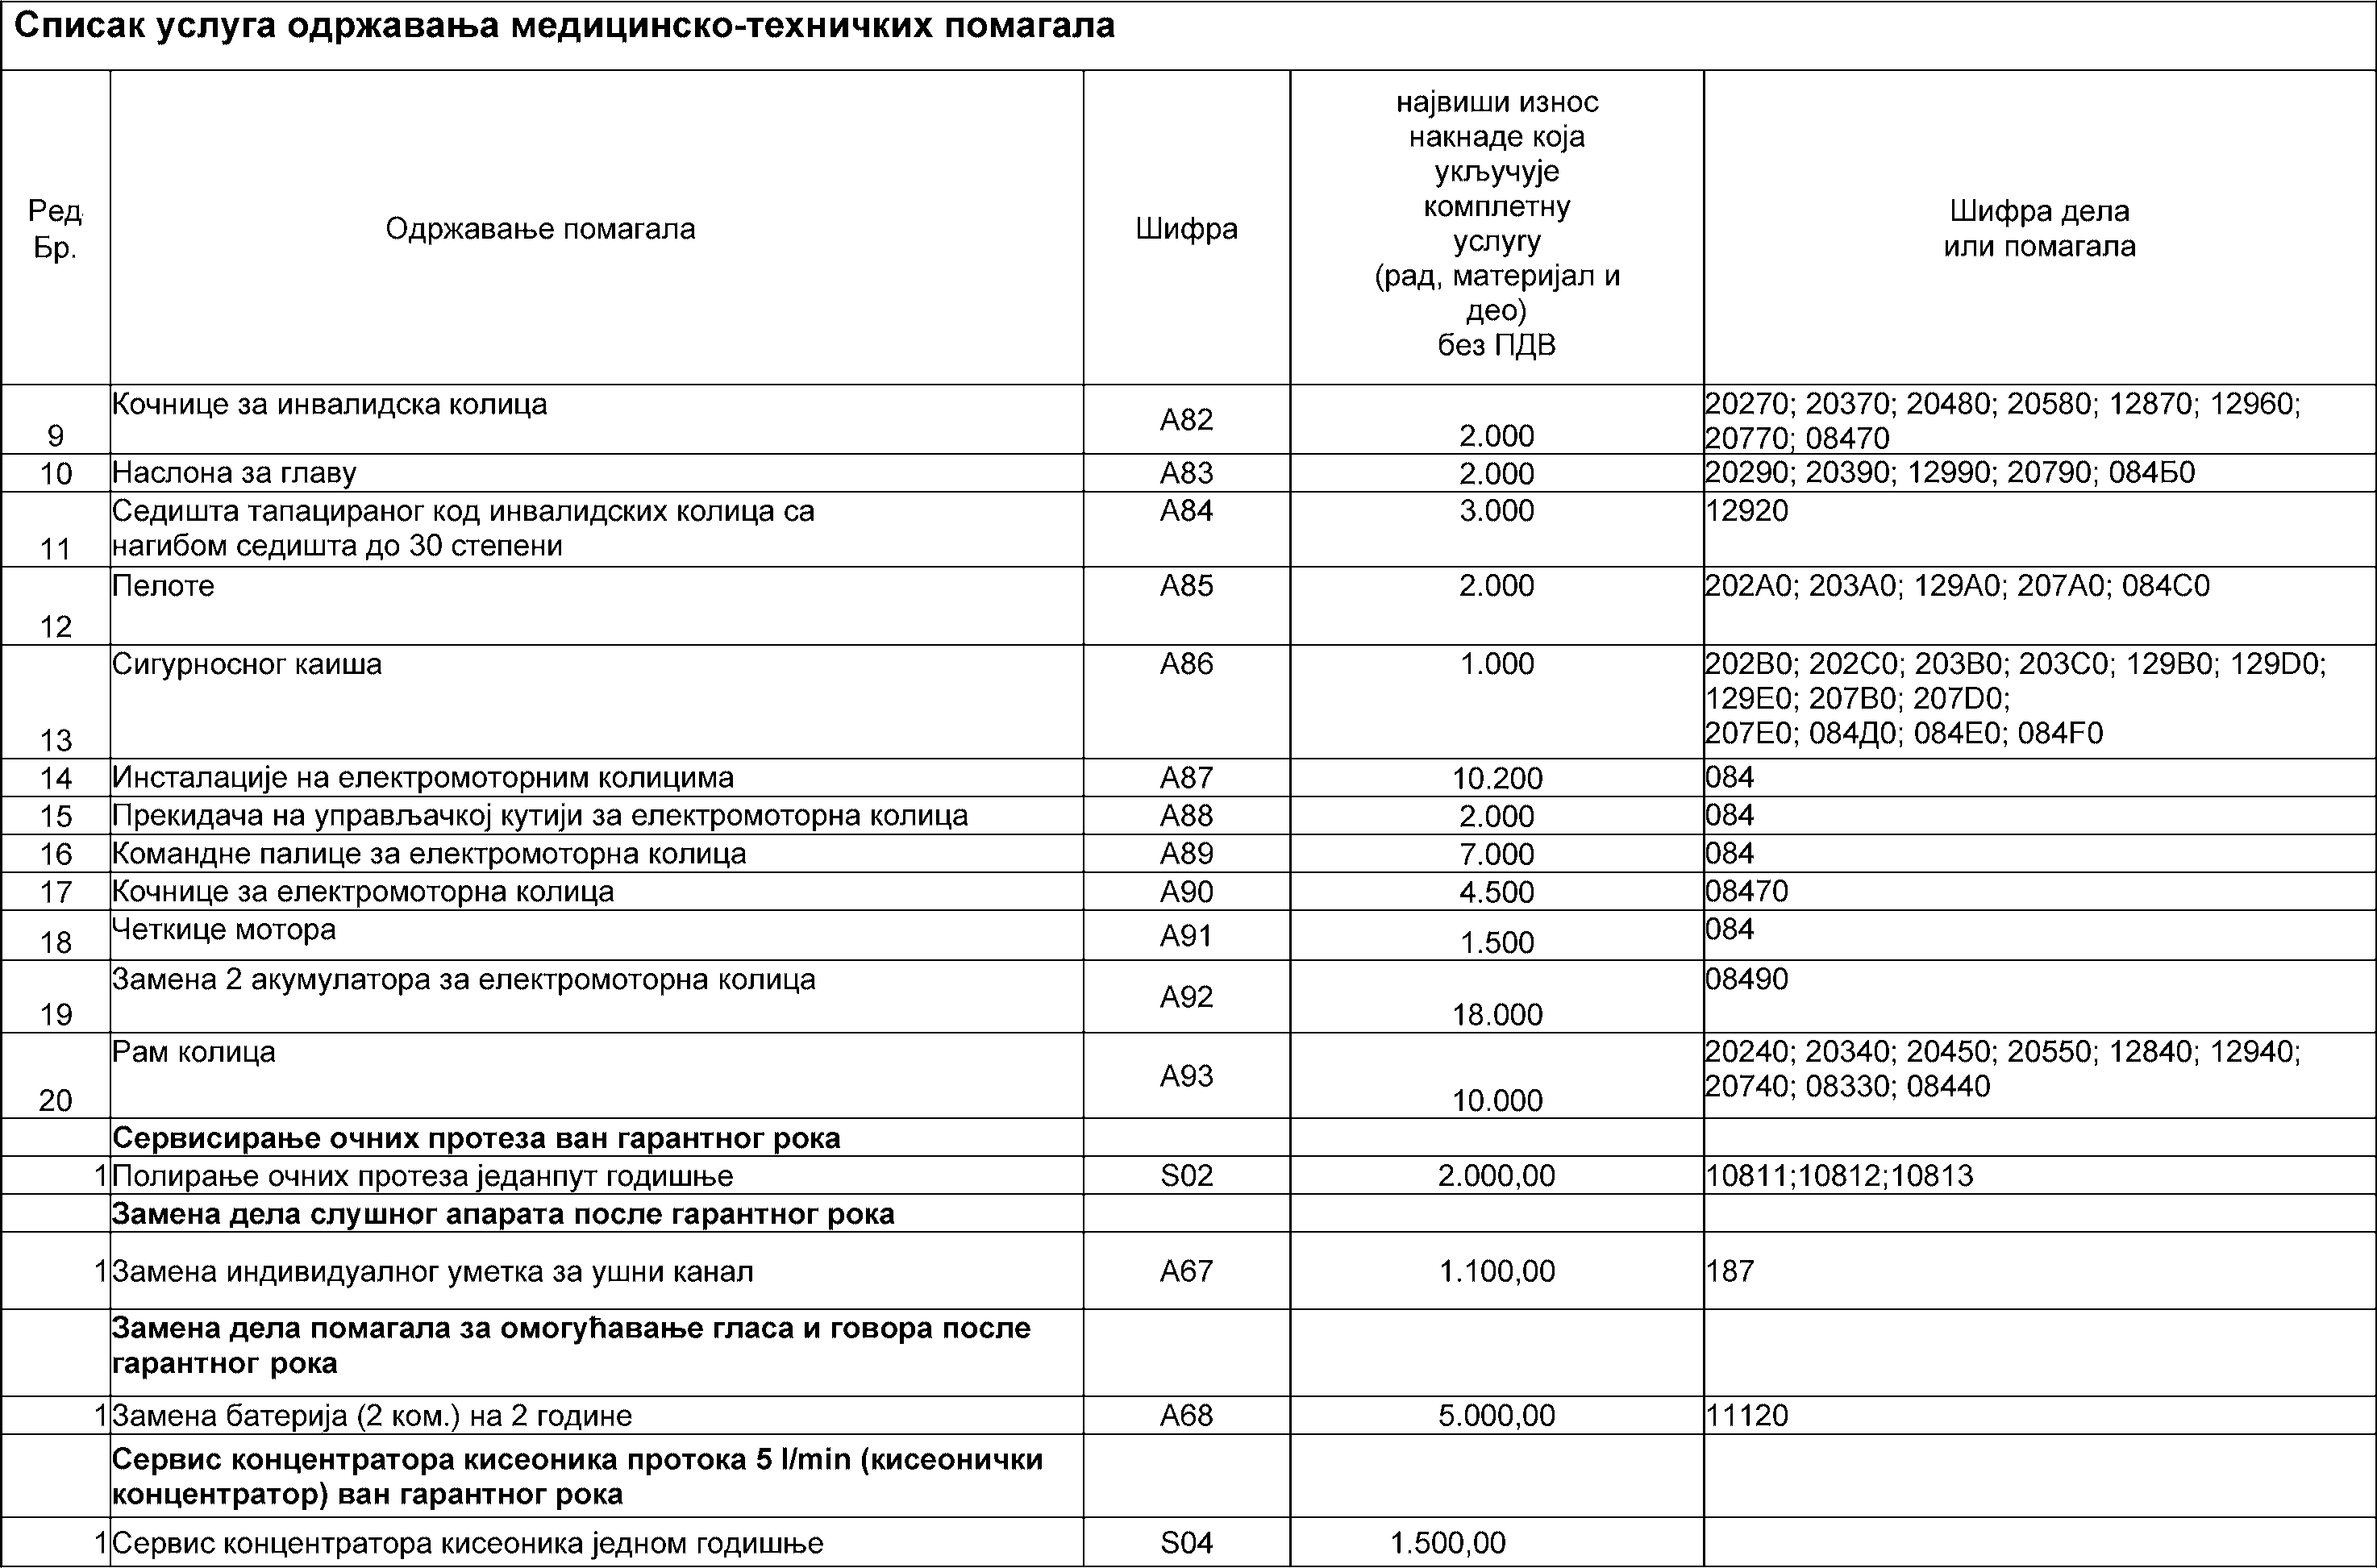 Списак услуга одржавања медицинско-техничких помагала
Ред. Бр.
Одржавање помагала
Шифра
највиши износ
накнаде која
укључује
комплетну
услугу
(рад, материјал и
део)
без ПДВ
Шифра дела
или помагала
9 Кочнице за инвалидска колица A82 2.000 20270; 20370; 20480; 20580; 12870; 12960;
20770; 08470
10 Наслона за главу A83 2.000 20290; 20390; 12990; 20790; 084Б0
11 Седишта тапацираног код инвалидских колица са A84 3.000 12920
нагибом седишта до 30 степени
12 Пелоте A85 2.000 202A0; 203A0; 129A0; 207A0; 084C0
13 Сигурносног каиша A86 1.000 202B0; 202C0; 203B0; 203C0; 129B0; 129D0;
129E0; 207B0; 207D0;
207E0; 084Д0; 084E0; 084F0
14 Инсталације на електромоторним колицима A87 10.200 084
15 Прекидача на управљачкој кутији за електромоторна колица A88 2.000 084
16 Командне палице за електромоторна колица A89 7.000 084
17 Кочнице за електромоторна колица A90 4.500 08470
18 Четкице мотора A91 1.500 084
19 Замена 2 акумулатора за електромоторна колица A92 18.000 08490
20 Рам колица A93 10.000 20240; 20340; 20450; 20550; 12840; 12940;
20740; 08330; 08440
Сервисирање очних протеза ван гарантног рока
1 Полирање очних протеза једанпут годишње S02 2.000,00 10811;10812;10813
Замена дела слушног апарата после гарантног рока
1 Замена индивидуалног уметка за ушни канал A67 1.100,00 187
Замена дела помагала за омогућавање гласа и говора после
гарантног рока
1 Замена батерија (2 ком.) на 2 године A68 5.000,00 11120
Сервис концентратора кисеоника протока 5 l/min (кисеонички
концентратор) ван гарантног рока
1 Сервис концентратора кисеоника једном годишње S04 1.500,00